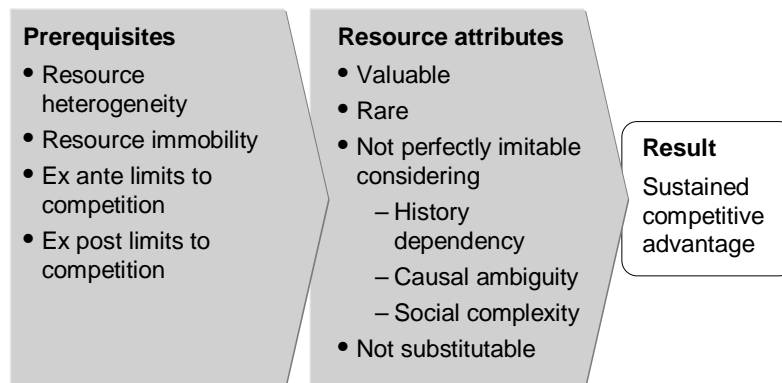 Prerequisites
• Resource
heterogeneity
• Resource immobility
• Ex ante limits to
competition
• Ex post limits to
competition
Resource attributes
• Valuable
• Rare
• Not perfectly imitable
considering
– History
dependency
– Causal ambiguity
– Social complexity
• Not substitutable
Result
Sustained
competitive
advantage